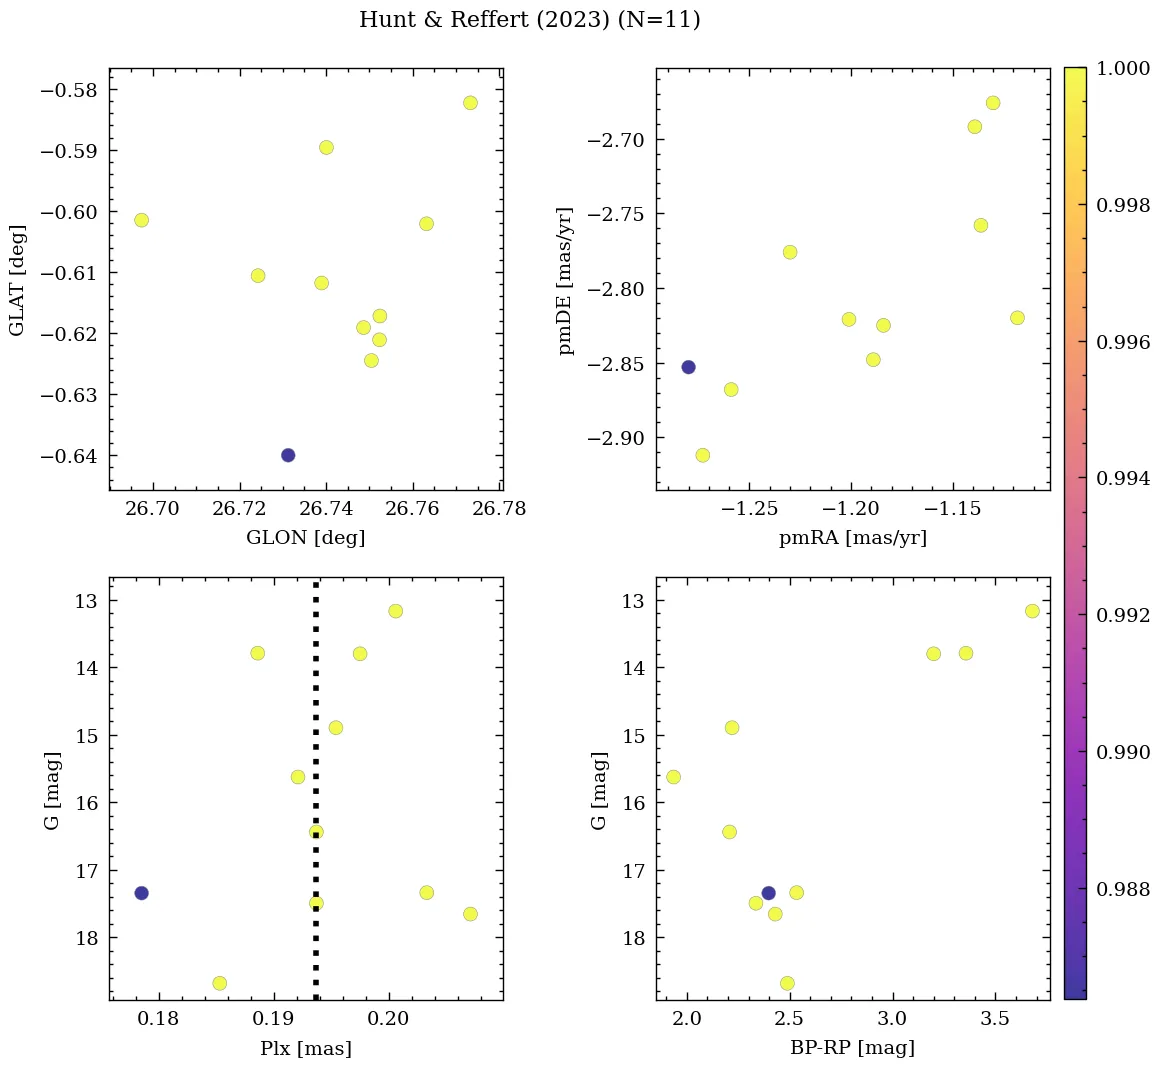 Hunt & Reffert (2023) (N=11)
−0.58
−0.59
−0.60
−0.61
−0.62
−0.63
−0.64
GLAT [deg]
26.70 26.72 26.74 26.76 26.78
GLON [deg]
−2.70
−2.75
−2.80
−2.85
−2.90
pmDE [mas/yr]
−1.25 −1.20 −1.15
pmRA [mas/yr]
1.000
0.998
0.996
0.994
0.992
0.990
0.988
13
14
15
16
17
18
G [mag]
0.18 0.19 0.20
Plx [mas]
13
14
15
16
17
18
G [mag]
2.0 2.5 3.0 3.5
BP-RP [mag]